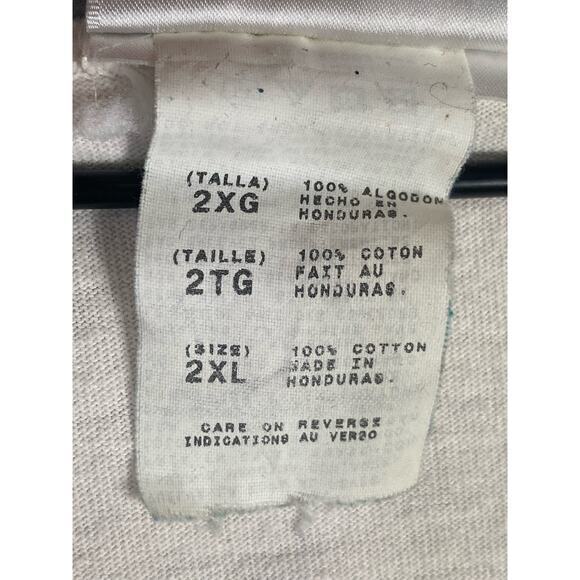 (TALLA) 100% ALGODON
2XG HECHO EN
HONDURAS.
(TAILLE) 100% COTON
2TG FAIT AU
HONDURAS.
(SIZE) 100% COTTON
2XL MADE IN
HONDURAS.
CARE ON REVERSE
INDICATIONS AU VERSO